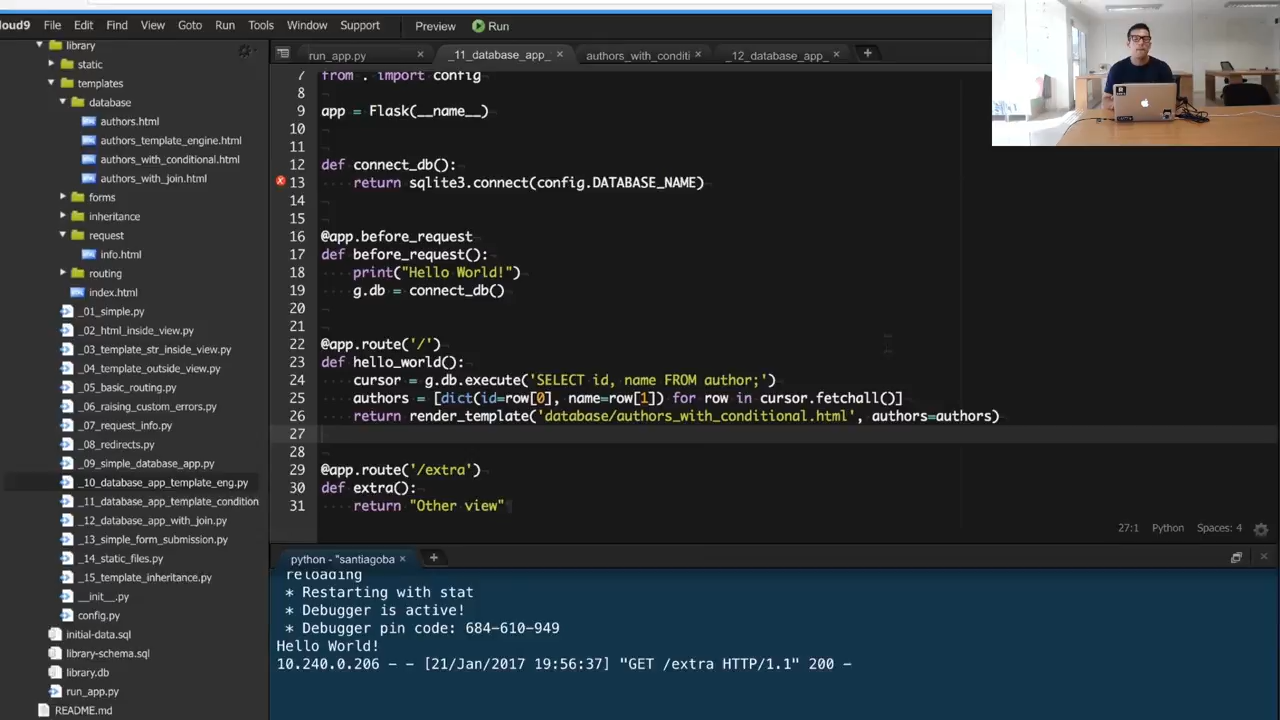 loud9 File Edit Find View Goto Run Tools Window Support Preview Run
library
static
templates
database
authors.html
authors_template_engine.html
authors_with_conditional.html
authors_with_join.html
forms
inheritance
request
info.html
routing
index.html
_01_simple.py
_02_html_inside_view.py
_03_template_str_inside_view.py
_04_template_outside_view.py
_05_basic_routing.py
_06_raising_custom_errors.py
_07_request_info.py
_08_redirects.py
_09_simple_database_app.py
_10_database_app_template_eng.py
_11_database_app_template_condition
_12_database_app_with_join.py
_13_simple_form_submission.py
_14_static_files.py
_15_template_inheritance.py
__init__.py
config.py
initial-data.sql
library-schema.sql
library.db
run_app.py
README.md
run_app.py × _11_database_app_ × authors_with_conditi × _12_database_app_ × +
7 from . import config
8
9 app = Flask(__name__)
10
11
12 def connect_db():
13 return sqlite3.connect(config.DATABASE_NAME)
14
15
16 @app.before_request
17 def before_request():
18 print("Hello World!")
19 g.db = connect_db()
20
21
22 @app.route('/')
23 def hello_world():
24 cursor = g.db.execute('SELECT id, name FROM author;')
25 authors = [dict(id=row[0], name=row[1]) for row in cursor.fetchall()]
26 return render_template('database/authors_with_conditional.html', authors=authors)
27
28
29 @app.route('/extra')
30 def extra():
31 return "Other view"
27:1 Python Spaces: 4
python - "santiagoba × +
reloading
* Restarting with stat
* Debugger is active!
* Debugger pin code: 684-610-949
Hello World!
10.240.0.206 - - [21/Jan/2017 19:56:37] "GET /extra HTTP/1.1" 200 -